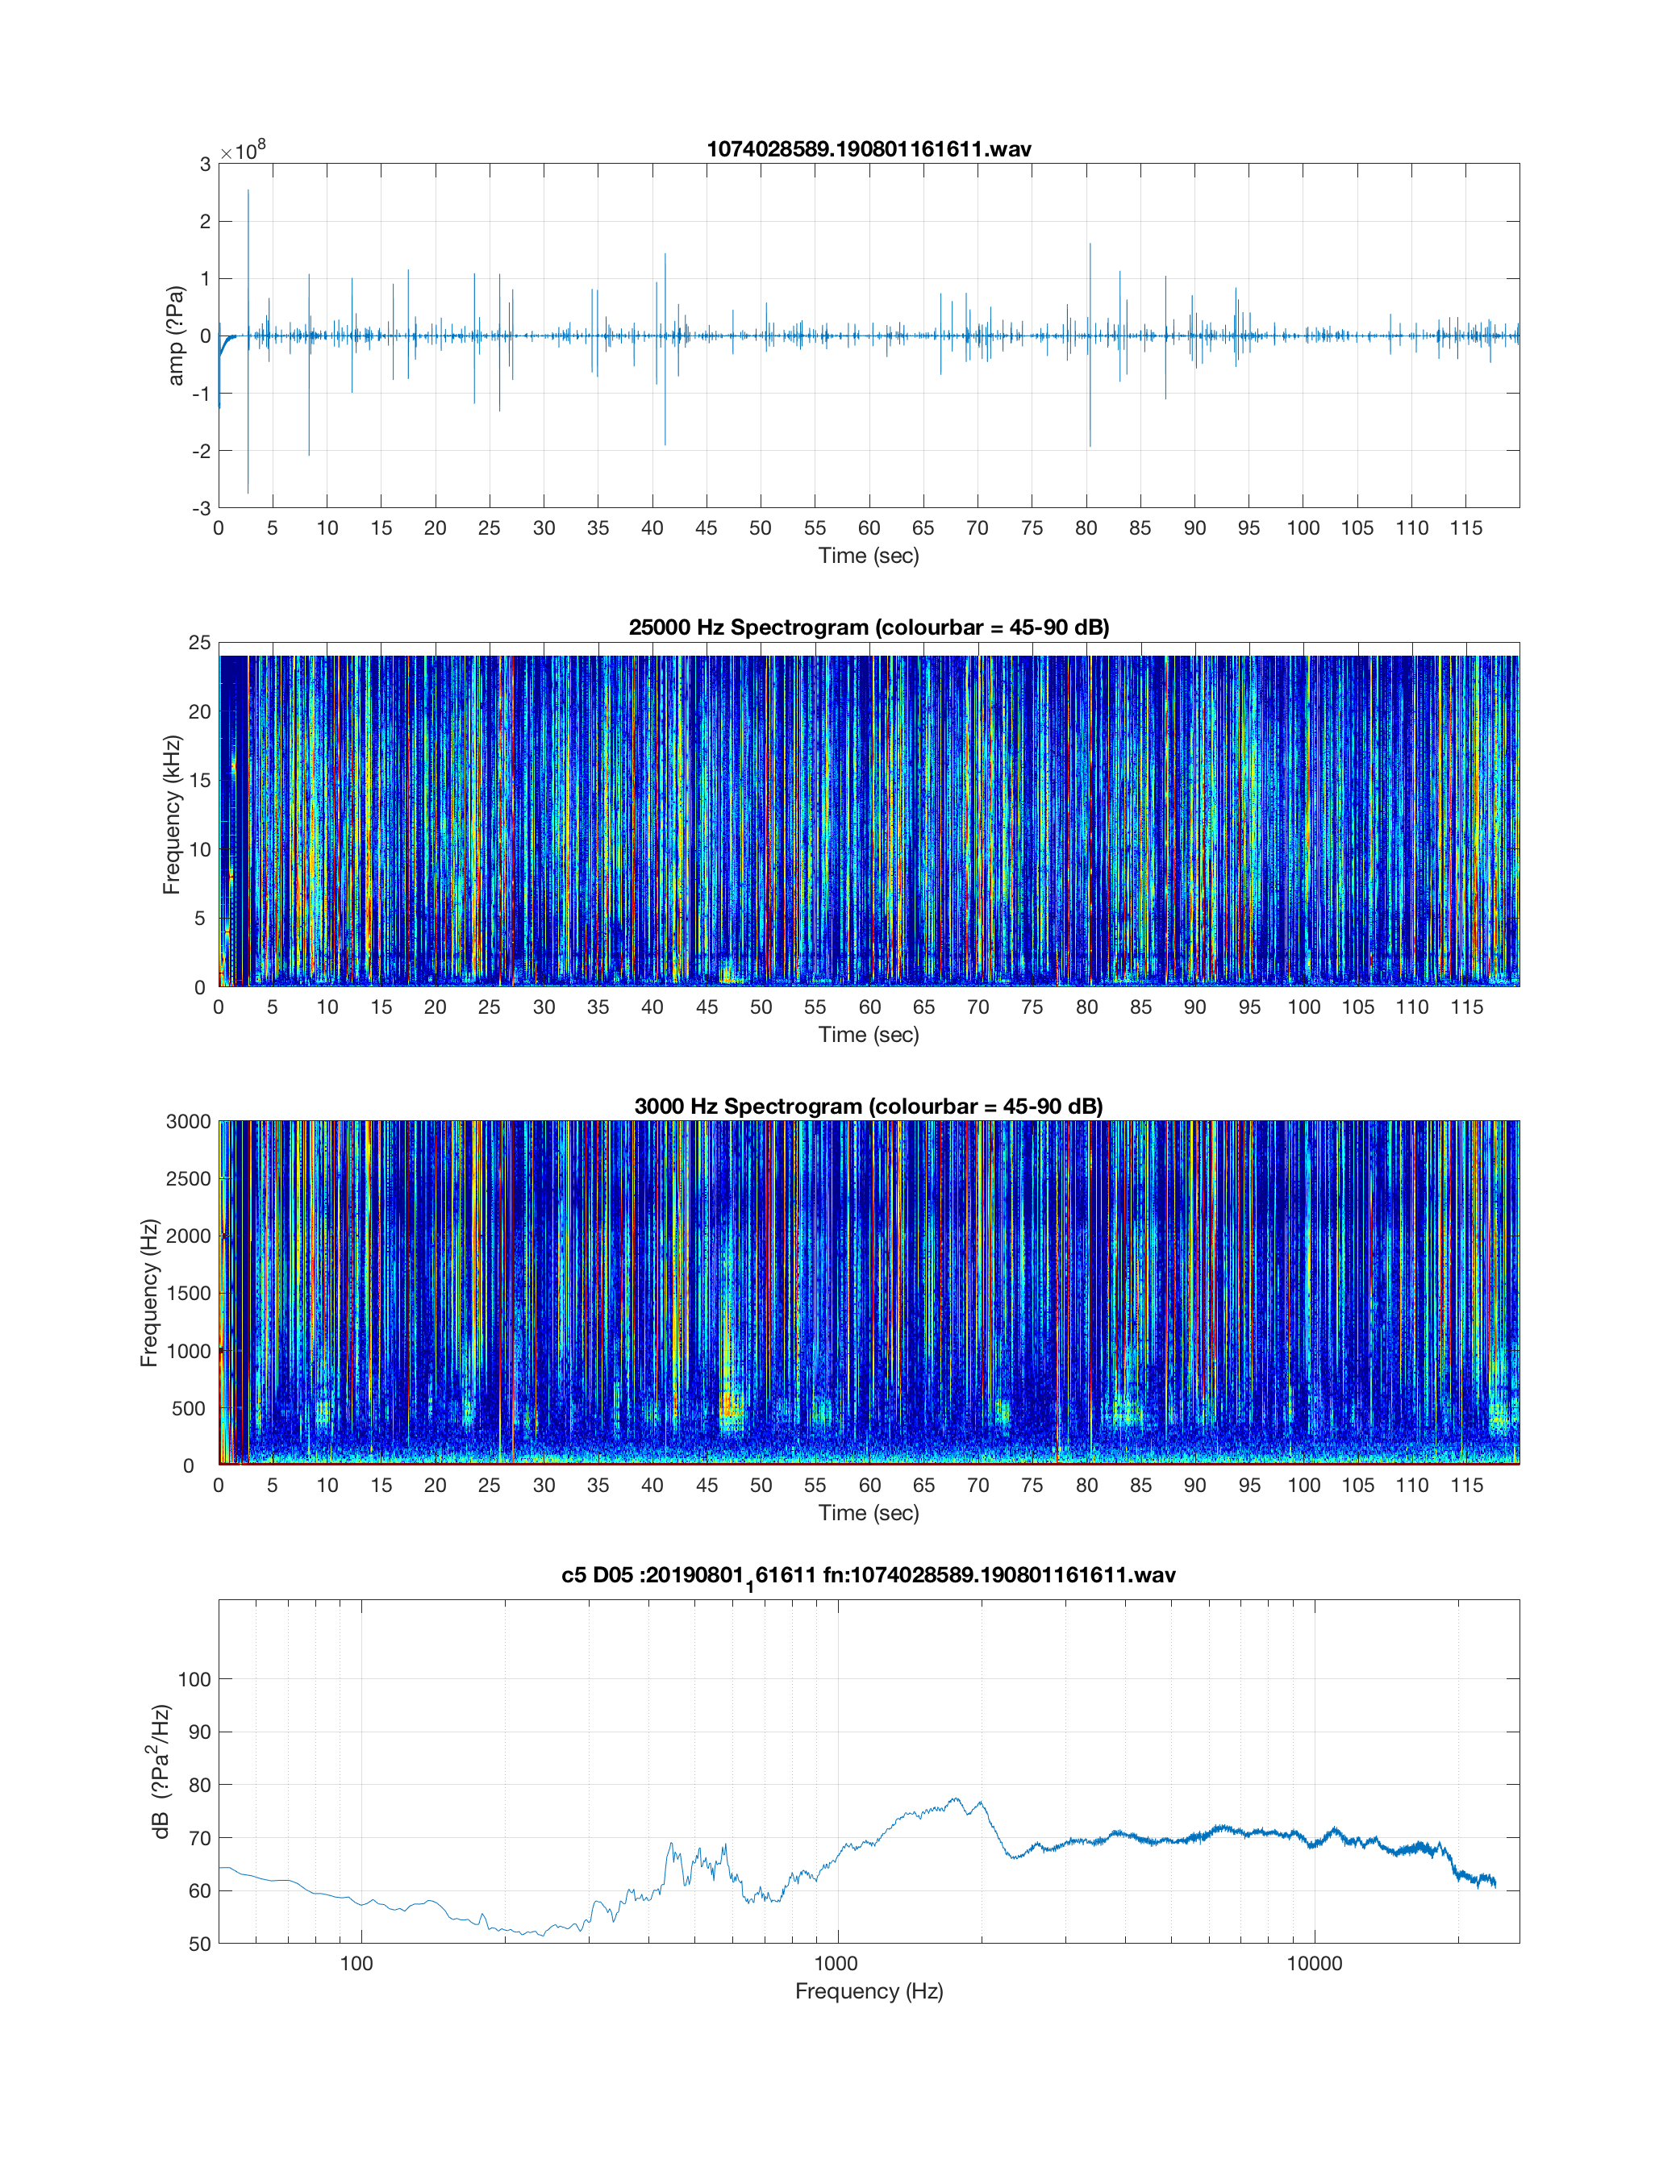 1074028589.190801161611.wav
×10^8
3
2
1
0
-1
-2
-3
amp (?Pa)
0 5 10 15 20 25 30 35 40 45 50 55 60 65 70 75 80 85 90 95 100 105 110 115
Time (sec)
25000 Hz Spectrogram (colourbar = 45-90 dB)
25
20
15
10
5
0
Frequency (kHz)
0 5 10 15 20 25 30 35 40 45 50 55 60 65 70 75 80 85 90 95 100 105 110 115
Time (sec)
3000 Hz Spectrogram (colourbar = 45-90 dB)
3000
2500
2000
1500
1000
500
0
Frequency (Hz)
0 5 10 15 20 25 30 35 40 45 50 55 60 65 70 75 80 85 90 95 100 105 110 115
Time (sec)
c5 D05 :20190801₁61611 fn:1074028589.190801161611.wav
100
90
80
70
60
50
dB (?Pa²/Hz)
100 1000 10000
Frequency (Hz)